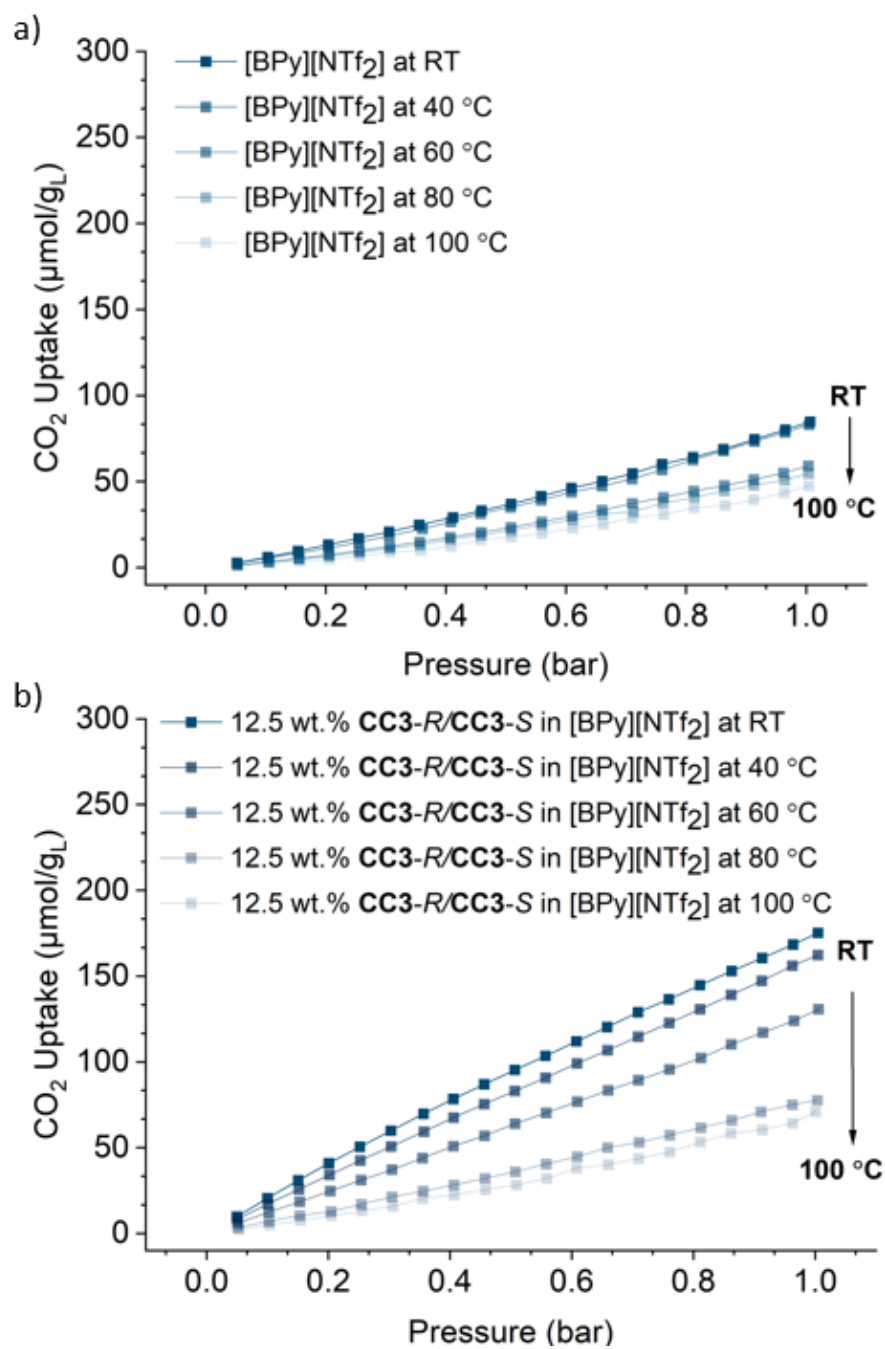 a)
300
250
200
150
100
50
0
CO₂ Uptake (µmol/gL)
[BPy][NTf₂] at RT
[BPy][NTf₂] at 40 °C
[BPy][NTf₂] at 60 °C
[BPy][NTf₂] at 80 °C
[BPy][NTf₂] at 100 °C
RT
100 °C
0.0 0.2 0.4 0.6 0.8 1.0
Pressure (bar)
b)
300
250
200
150
100
50
0
CO₂ Uptake (µmol/gL)
12.5 wt.% CC3-R/CC3-S in [BPy][NTf₂] at RT
12.5 wt.% CC3-R/CC3-S in [BPy][NTf₂] at 40 °C
12.5 wt.% CC3-R/CC3-S in [BPy][NTf₂] at 60 °C
12.5 wt.% CC3-R/CC3-S in [BPy][NTf₂] at 80 °C
12.5 wt.% CC3-R/CC3-S in [BPy][NTf₂] at 100 °C
RT
100 °C
0.0 0.2 0.4 0.6 0.8 1.0
Pressure (bar)